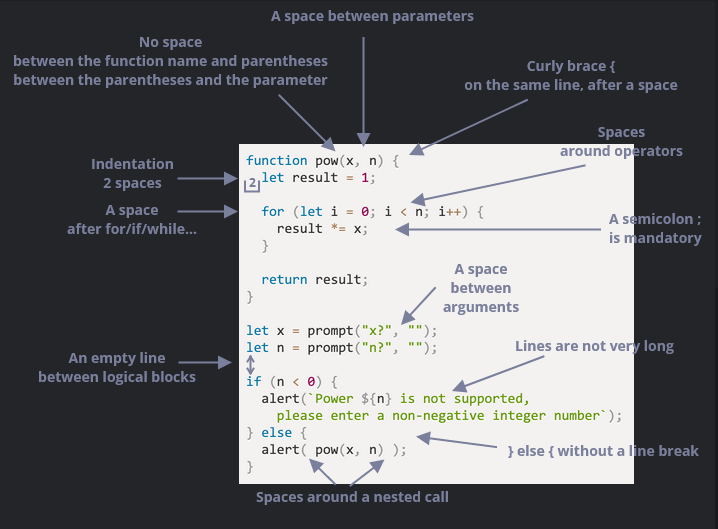 A space between parameters
No space
between the function name and parentheses
between the parentheses and the parameter
Curly brace {
on the same line, after a space
Indentation
2 spaces
Spaces
around operators
A space
after for/if/while...
A semicolon ;
is mandatory
function pow(x, n) {
2
  let result = 1;

  for (let i = 0; i < n; i++) {
    result *= x;
  }

  return result;
}
A space
between
arguments

let x = prompt("x?", "");
let n = prompt("n?", "");
An empty line
between logical blocks
Lines are not very long

if (n < 0) {
  alert(`Power ${n} is not supported,
    please enter a non-negative integer number`);
} else {
  alert( pow(x, n) );
}
} else { without a line break
Spaces around a nested call